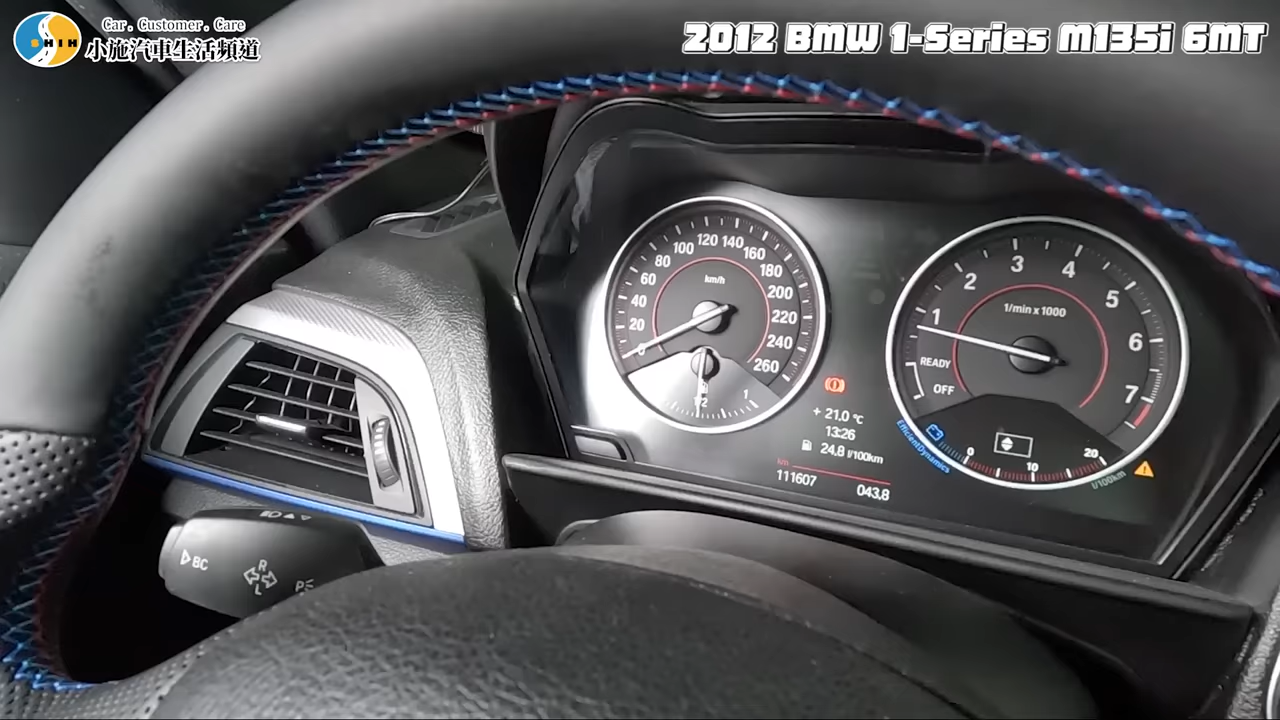 SHIH
Car. Customer. Care
小施汽車生活頻道
2012 BMW 1-Series M135i 6MT
0
20
40
60
80
100
120
140
160
180
200
220
240
260
km/h
1/2
1
+ 21.0 °C
13:26
24.8 l/100km
km
111607
043.8
1
2
3
4
5
6
7
1/min x 1000
READY
OFF
EfficientDynamics
0
10
20
l/100km
BC
R
L